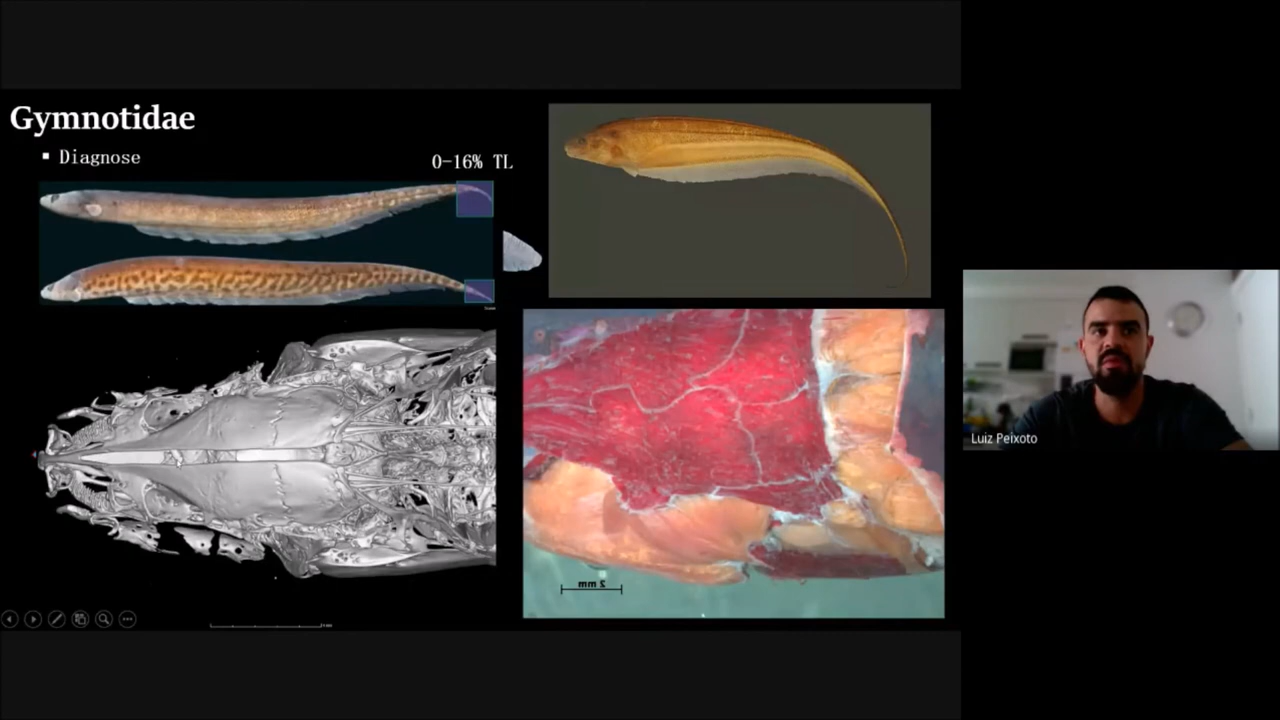 Gymnotidae
▪ Diagnose
0-16% TL
2 mm
Luiz Peixoto